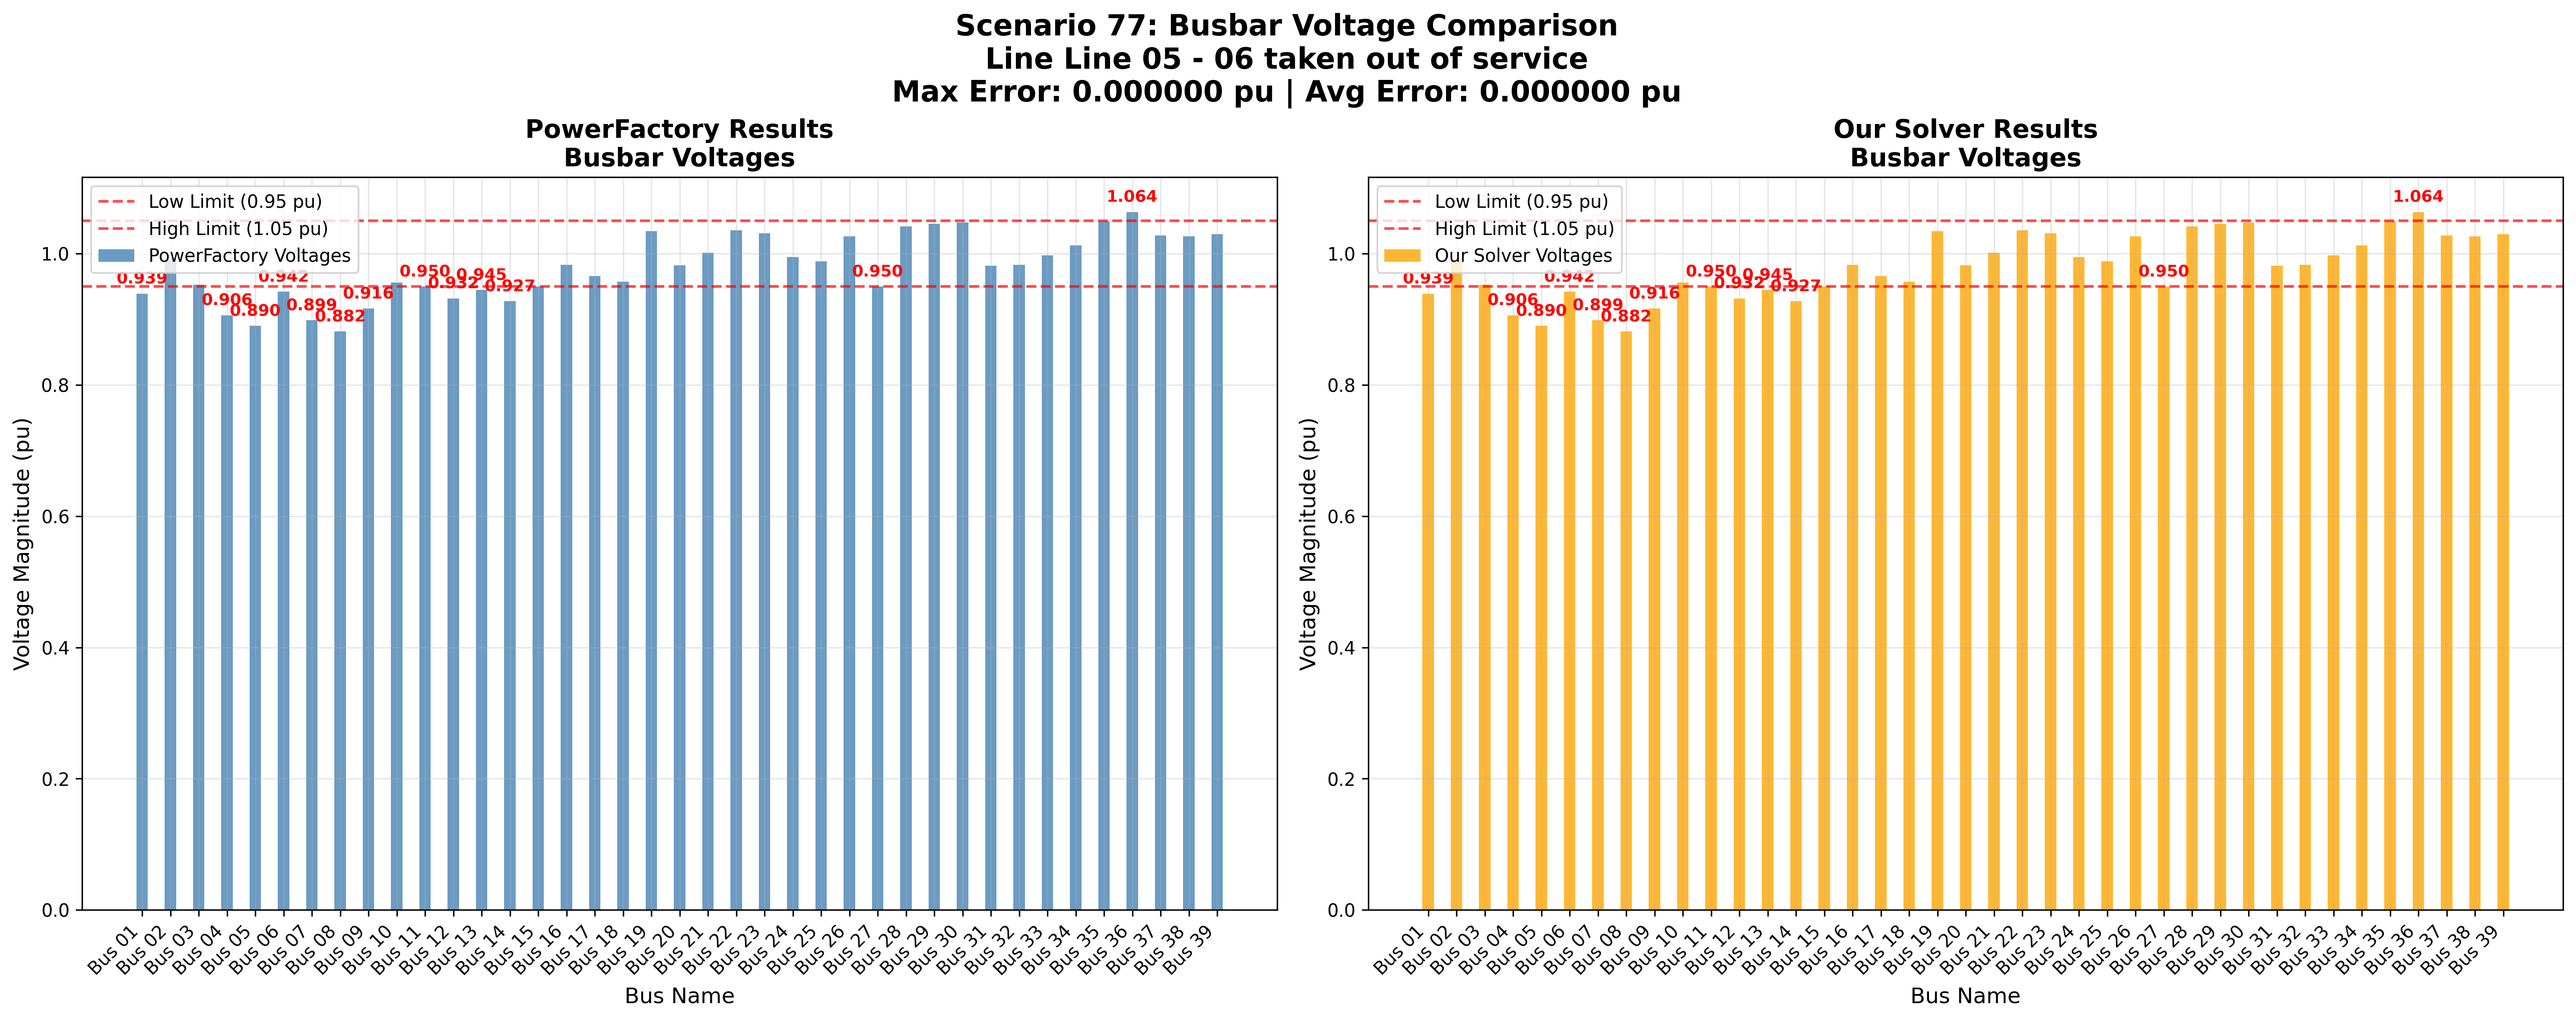 Scenario 77: Busbar Voltage Comparison
Line Line 05 - 06 taken out of service
Max Error: 0.000000 pu | Avg Error: 0.000000 pu
PowerFactory Results
Busbar Voltages
Low Limit (0.95 pu)
High Limit (1.05 pu)
PowerFactory Voltages
Voltage Magnitude (pu)
1.0
0.8
0.6
0.4
0.2
0.0
0.939
0.906
0.890
0.942
0.899
0.882
0.916
0.950
0.932
0.945
0.927
0.950
1.064
Bus 01
Bus 02
Bus 03
Bus 04
Bus 05
Bus 06
Bus 07
Bus 08
Bus 09
Bus 10
Bus 11
Bus 12
Bus 13
Bus 14
Bus 15
Bus 16
Bus 17
Bus 18
Bus 19
Bus 20
Bus 21
Bus 22
Bus 23
Bus 24
Bus 25
Bus 26
Bus 27
Bus 28
Bus 29
Bus 30
Bus 31
Bus 32
Bus 33
Bus 34
Bus 35
Bus 36
Bus 37
Bus 38
Bus 39
Bus Name
Our Solver Results
Busbar Voltages
Low Limit (0.95 pu)
High Limit (1.05 pu)
Our Solver Voltages
Voltage Magnitude (pu)
1.0
0.8
0.6
0.4
0.2
0.0
0.939
0.906
0.890
0.942
0.899
0.882
0.916
0.950
0.932
0.945
0.927
0.950
1.064
Bus 01
Bus 02
Bus 03
Bus 04
Bus 05
Bus 06
Bus 07
Bus 08
Bus 09
Bus 10
Bus 11
Bus 12
Bus 13
Bus 14
Bus 15
Bus 16
Bus 17
Bus 18
Bus 19
Bus 20
Bus 21
Bus 22
Bus 23
Bus 24
Bus 25
Bus 26
Bus 27
Bus 28
Bus 29
Bus 30
Bus 31
Bus 32
Bus 33
Bus 34
Bus 35
Bus 36
Bus 37
Bus 38
Bus 39
Bus Name